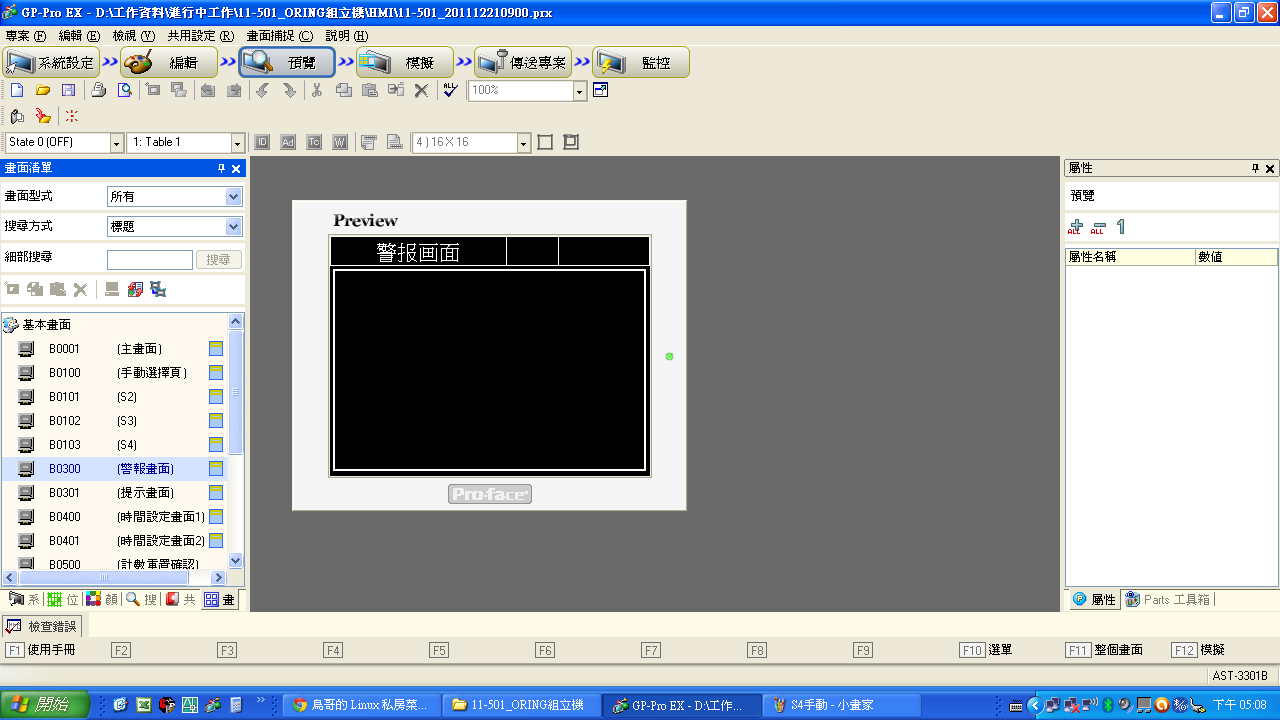 GP-Pro EX - D:\工作資料\進行中工作\11-501_ORING組立機\HMI\11-501_201112210900.prx
專案 (F) 編輯 (E) 檢視 (V) 共用設定 (R) 畫面捕捉 (C) 說明 (H)
系統設定 編輯 預覽 模擬 傳送專案 監控
ALL 100%
State 0 (OFF) 1: Table 1 ID Ad Tc W 4 ) 16 X 16
畫面清單
畫面型式 所有
搜尋方式 標題
細部搜尋 搜尋
基本畫面
B0001 (主畫面)
B0100 (手動選擇頁)
B0101 (S2)
B0102 (S3)
B0103 (S4)
B0300 (警報畫面)
B0301 (提示畫面)
B0400 (時間設定畫面1)
B0401 (時間設定畫面2)
B0500 (計數重置確認)
系 位 顏 搜 共 畫
Preview
警报画面
Pro-face
屬性
預覽
ALL ALL 1
屬性名稱 數值
屬性 Parts 工具箱
檢查錯誤
F1 使用手冊 F2 F3 F4 F5 F6 F7 F8 F9 F10 選單 F11 整個畫面 F12 模擬
AST-3301B
開始 鳥哥的 Linux 私房菜... 11-501_ORING組立機 GP-Pro EX - D:\工作... S4手動 - 小畫家 下午 05:08